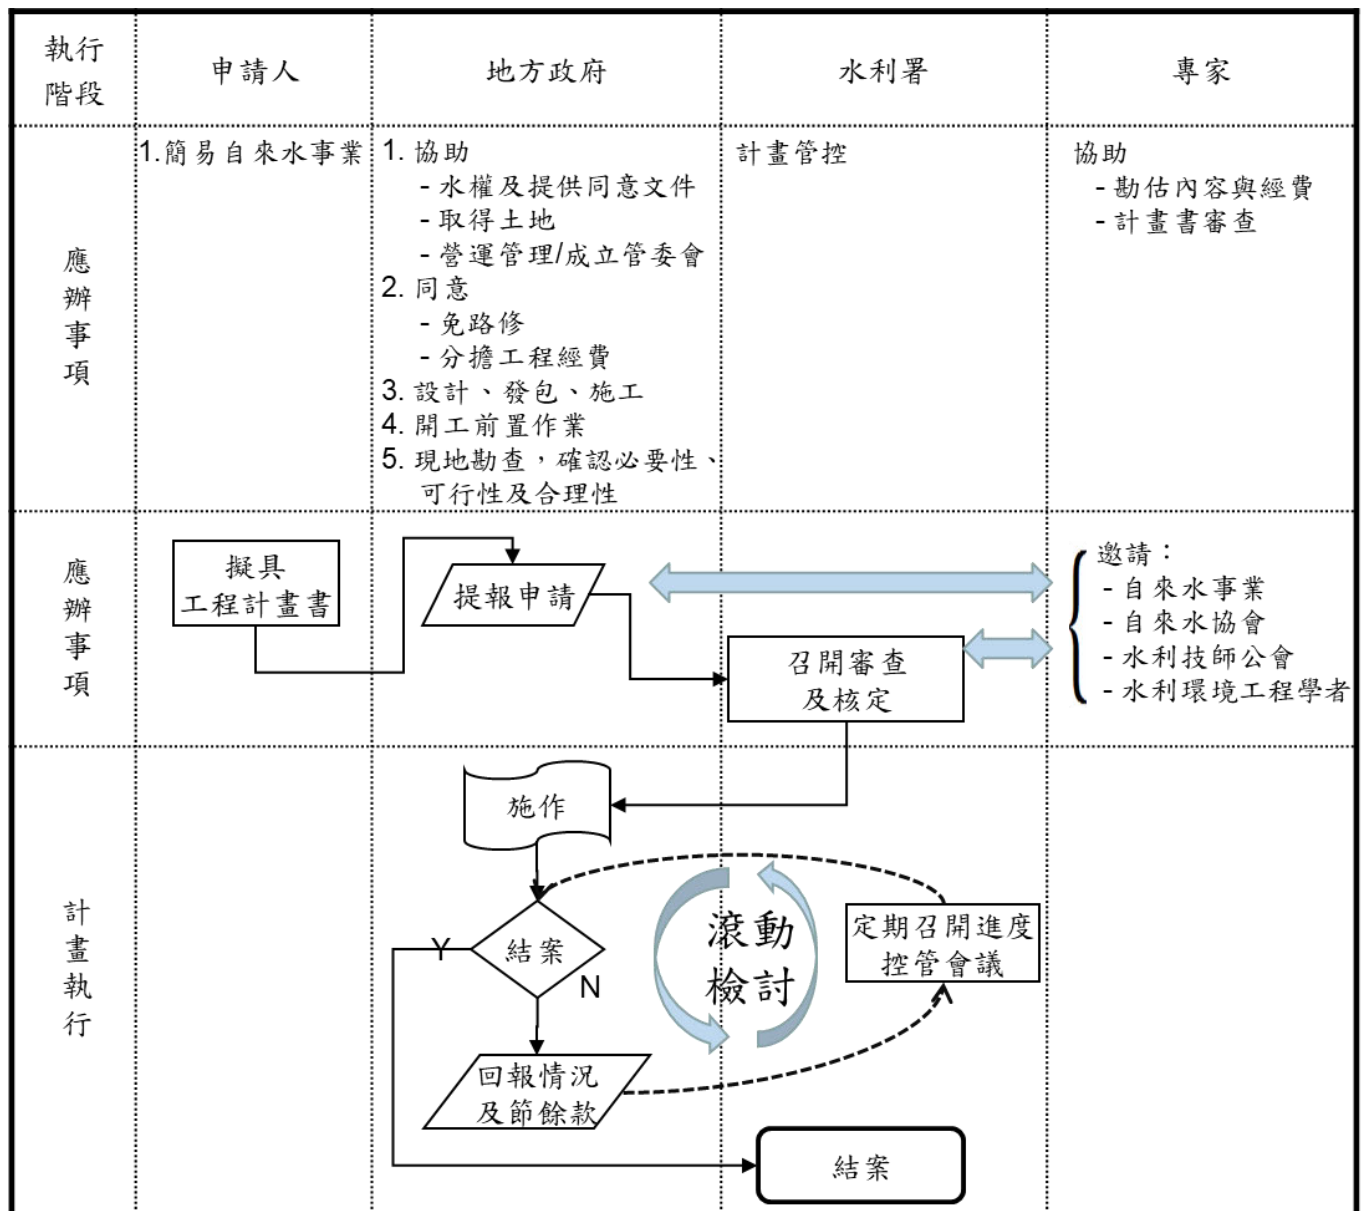 執行
階段
申請人
地方政府
水利署
專家
應
辦
事
項
1.簡易自來水事業
1. 協助
- 水權及提供同意文件
- 取得土地
- 營運管理/成立管委會
2. 同意
- 免路修
- 分擔工程經費
3. 設計、發包、施工
4. 開工前置作業
5. 現地勘查，確認必要性、
可行性及合理性
計畫管控
協助
- 勘估內容與經費
- 計畫書審查
應
辦
事
項
擬具
工程計畫書
提報申請
召開審查
及核定
邀請：
- 自來水事業
- 自來水協會
- 水利技師公會
- 水利環境工程學者
計
畫
執
行
施作
結案
Y
N
滾動
檢討
定期召開進度
控管會議
回報情況
及節餘款
結案